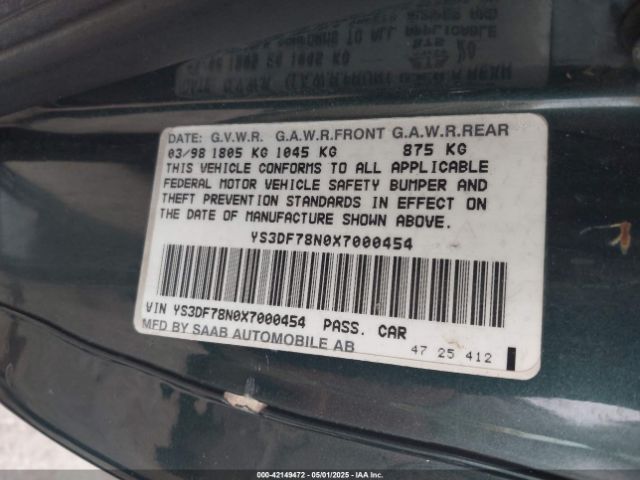 DATE: G.V.W.R. G.A.W.R.FRONT G.A.W.R.REAR
03/98 1805 KG 1045 KG 875 KG
THIS VEHICLE CONFORMS TO ALL APPLICABLE
FEDERAL MOTOR VEHICLE SAFETY BUMPER AND
THEFT PREVENTION STANDARDS IN EFFECT ON
THE DATE OF MANUFACTURE SHOWN ABOVE.
YS3DF78N0X7000454
VIN YS3DF78N0X7000454 PASS. CAR
MFD BY SAAB AUTOMOBILE AB
47 25 412
000-42149472 - 05/01/2025 - IAAIC